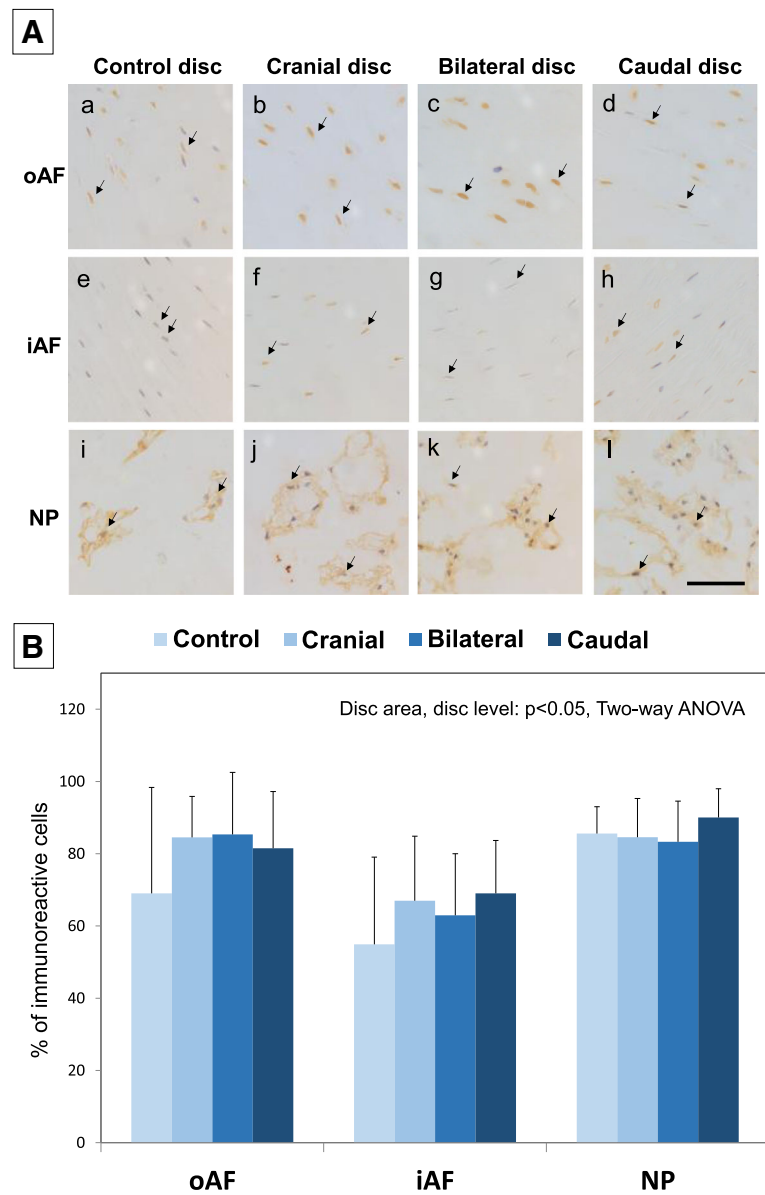 A
Control disc Cranial disc Bilateral disc Caudal disc
a b c d
oAF
e f g h
iAF
i j k l
NP
B
Control Cranial Bilateral Caudal
Disc area, disc level: p<0.05, Two-way ANOVA
120
100
80
60
40
20
0
% of immunoreactive cells
oAF iAF NP